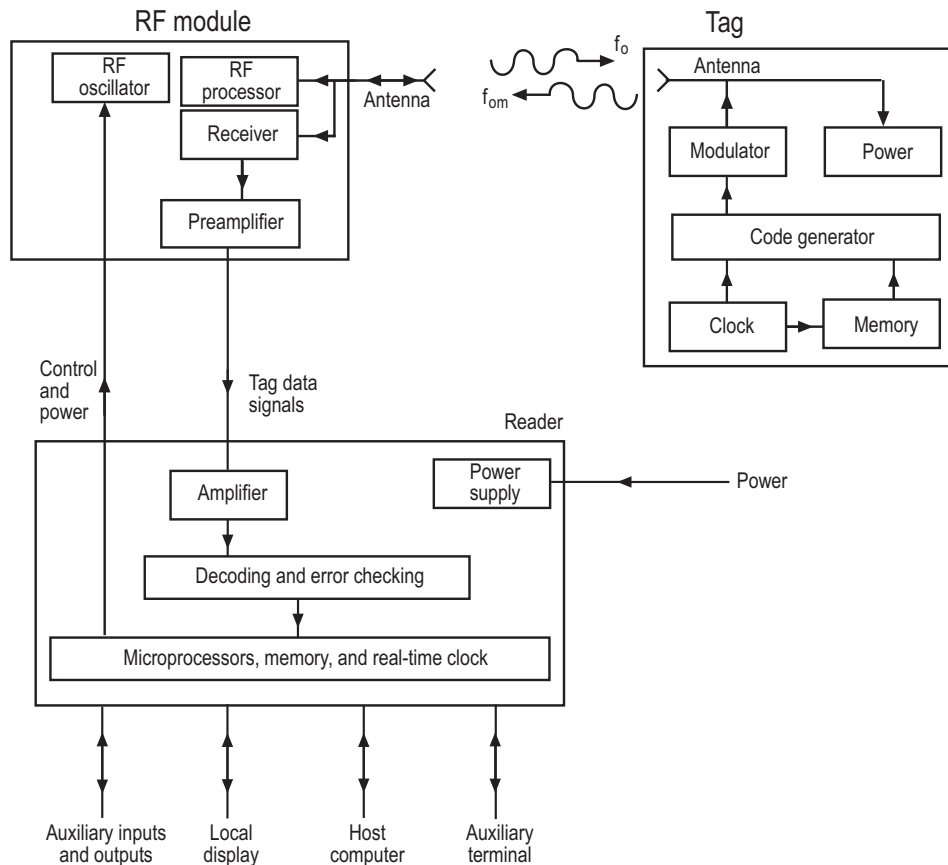 RF module
Tag
RF
oscillator
RF
processor
Antenna
f₀
fₒₘ
Antenna
Receiver
Modulator
Power
Preamplifier
Code generator
Clock
Memory
Control
and
power
Tag data
signals
Reader
Amplifier
Power
supply
Power
Decoding and error checking
Microprocessors, memory, and real-time clock
Auxiliary inputs
and outputs
Local
display
Host
computer
Auxiliary
terminal